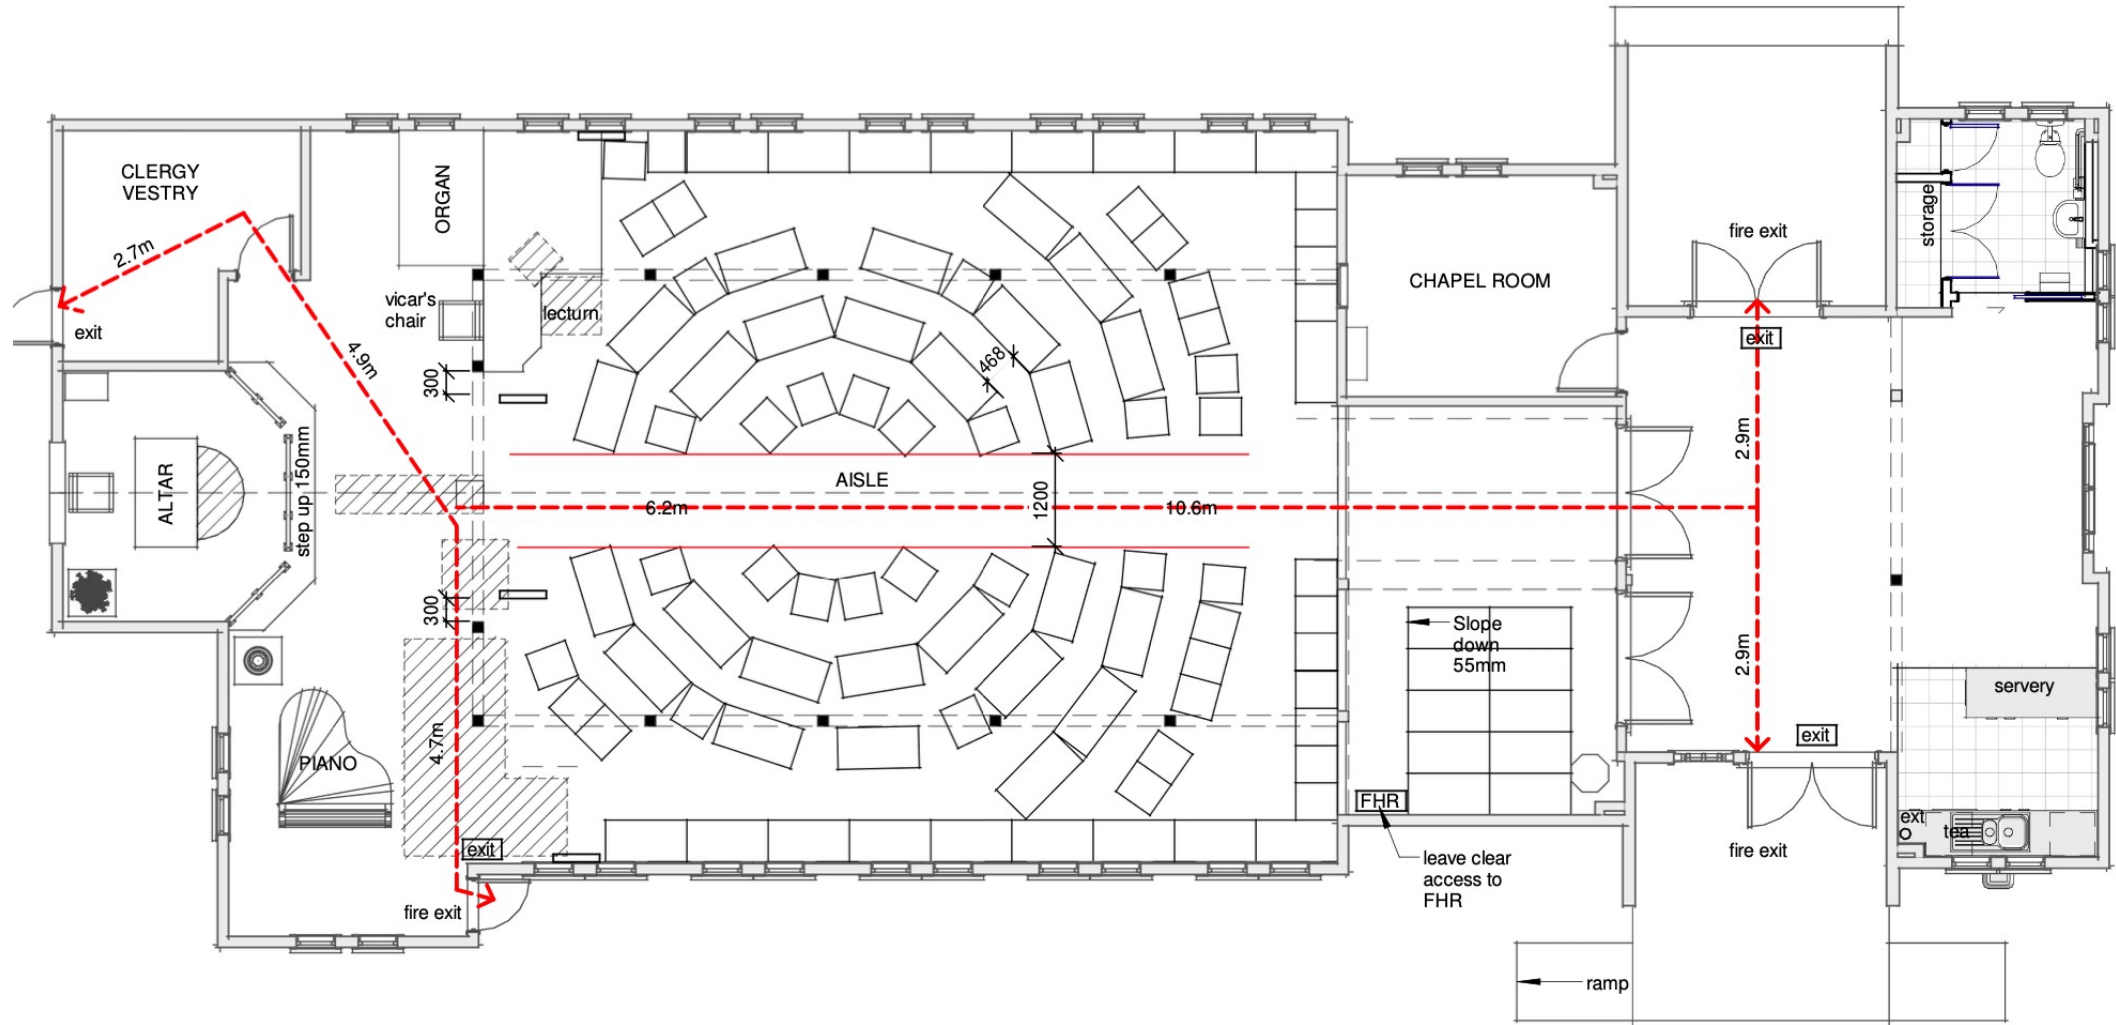 CLERGY
VESTRY
ORGAN
2.7m
exit
4.9m
vicar's
chair
lecturn
300
468
CHAPEL ROOM
fire exit
exit
storage
2.9m
ALTAR
step up 150mm
AISLE
6.2m
1200
10.6m
300
4.7m
PIANO
exit
fire exit
Slope
down
55mm
2.9m
servery
exit
FHR
leave clear
access to
FHR
fire exit
ext
tea
ramp